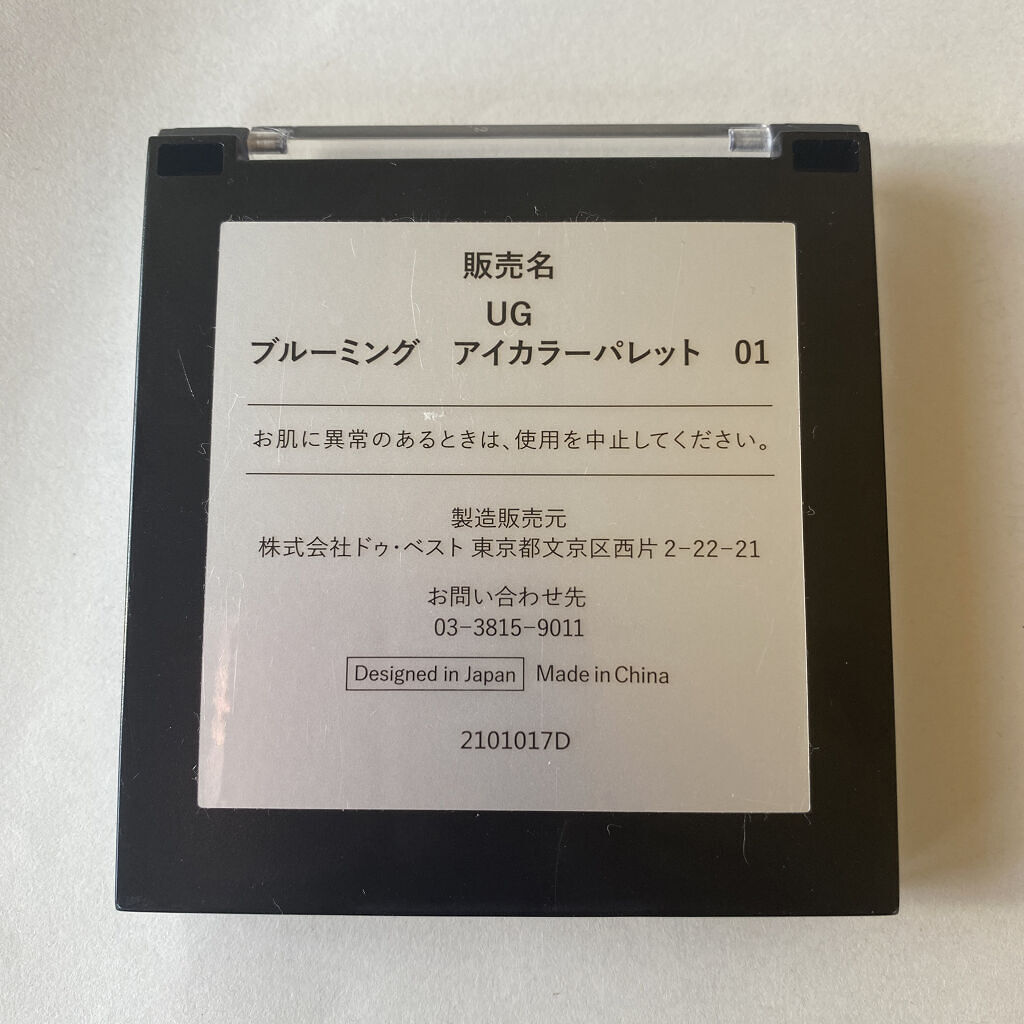 販売名
UG
ブルーミング　アイカラーパレット　01
お肌に異常のあるときは、使用を中止してください。
製造販売元
株式会社ドゥ・ベスト 東京都文京区西片2-22-21
お問い合わせ先
03-3815-9011
Designed in Japan Made in China
2101017D